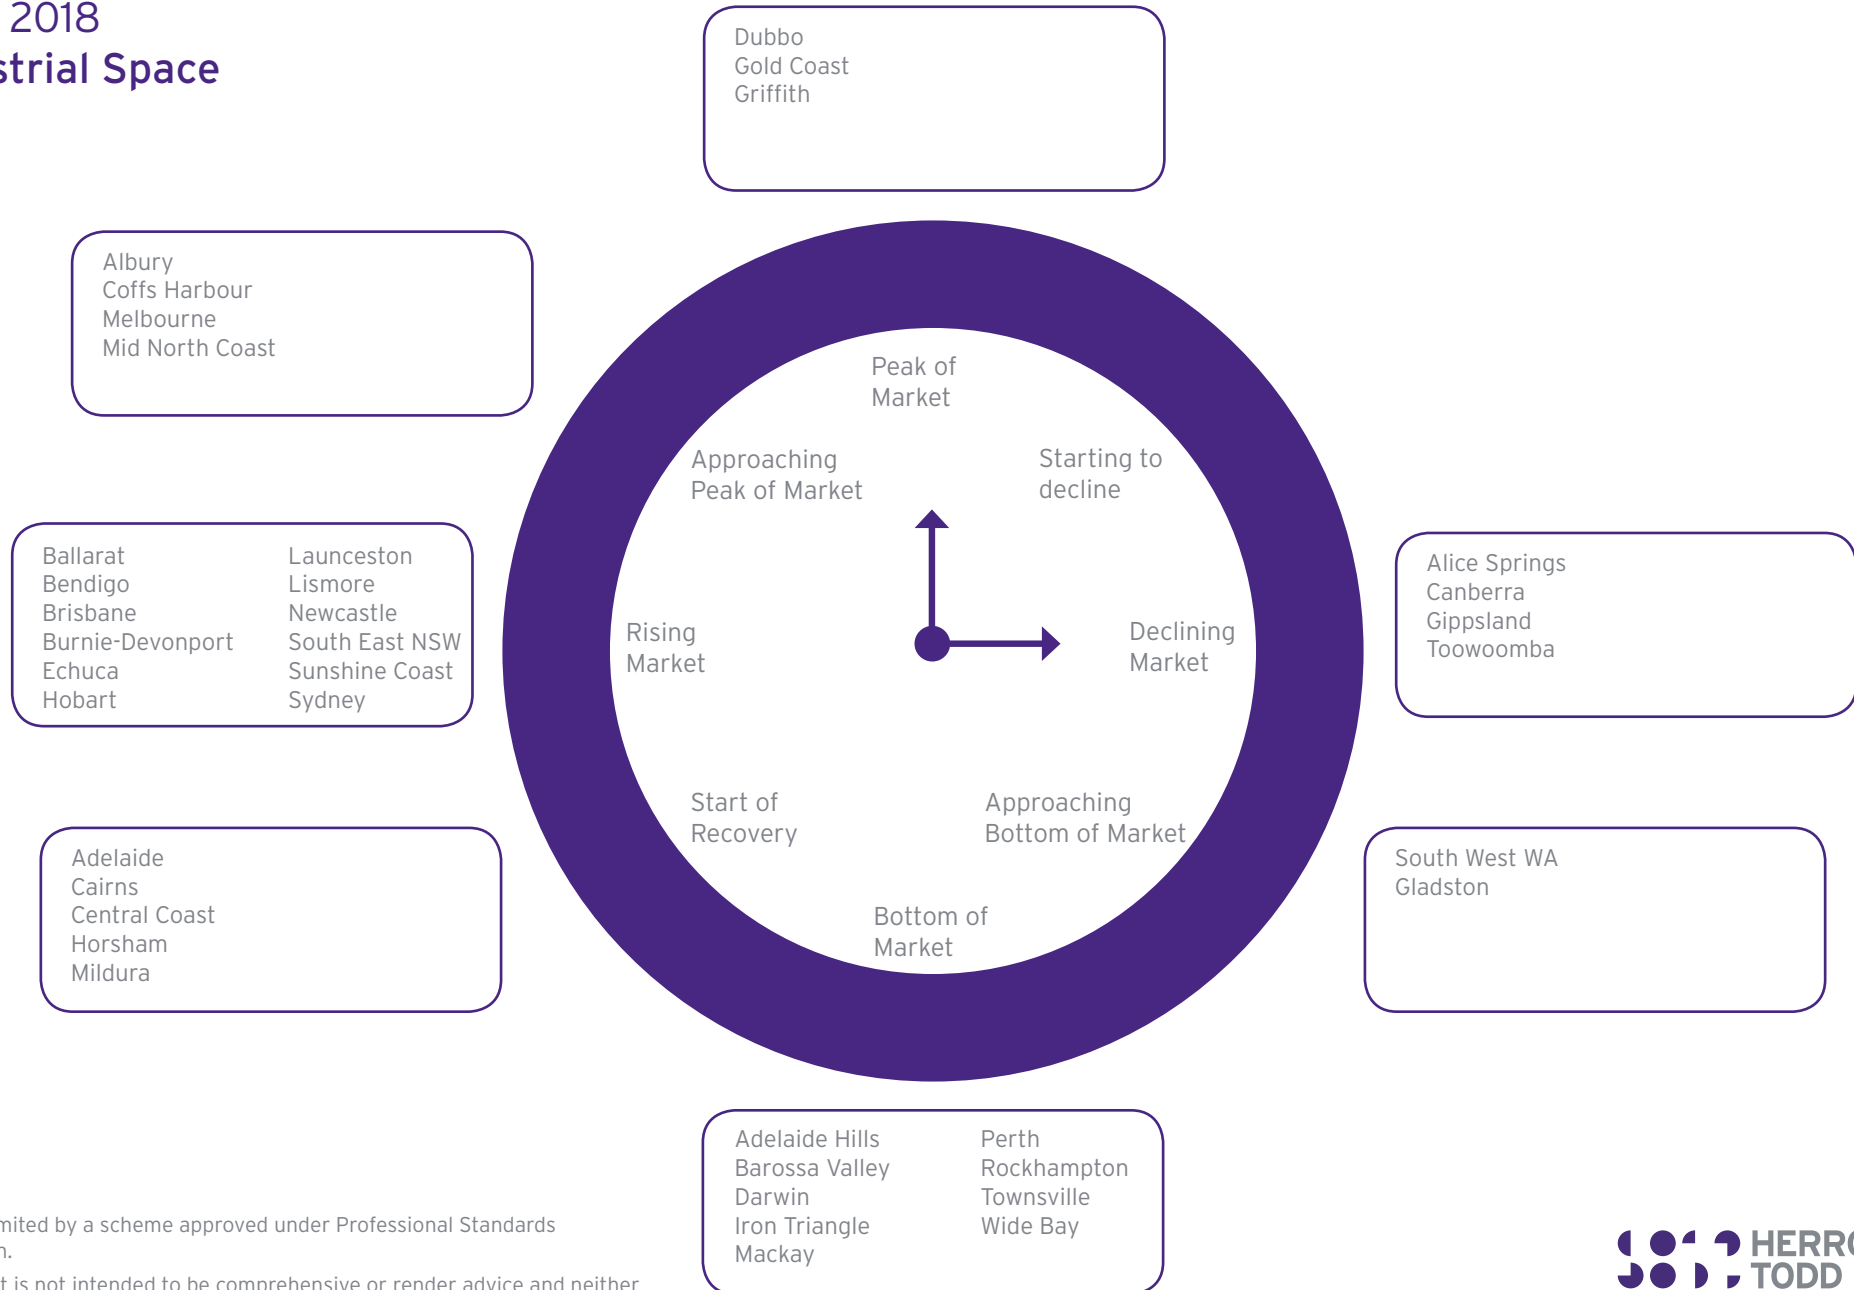 2018
strial Space
Dubbo
Gold Coast
Griffith
Albury
Coffs Harbour
Melbourne
Mid North Coast
Peak of
Market
Approaching
Peak of Market
Starting to
decline
Ballarat
Bendigo
Brisbane
Burnie-Devonport
Echuca
Hobart
Launceston
Lismore
Newcastle
South East NSW
Sunshine Coast
Sydney
Rising
Market
Declining
Market
Alice Springs
Canberra
Gippsland
Toowoomba
Start of
Recovery
Approaching
Bottom of Market
Adelaide
Cairns
Central Coast
Horsham
Mildura
Bottom of
Market
South West WA
Gladston
Adelaide Hills
Barossa Valley
Darwin
Iron Triangle
Mackay
Perth
Rockhampton
Townsville
Wide Bay
mited by a scheme approved under Professional Standards
n.
t is not intended to be comprehensive or render advice and neither
HERRO
TODD